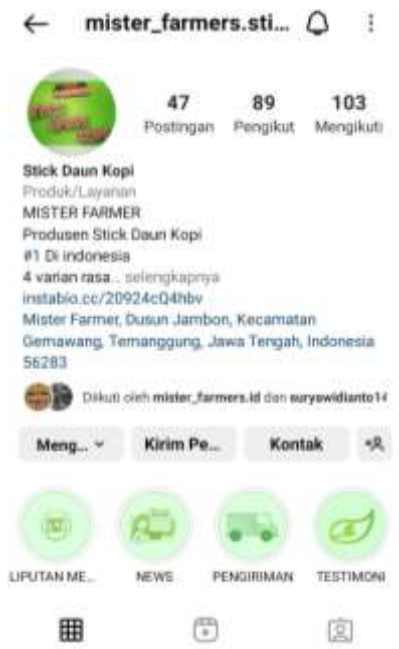 mister_farmers.sti...
47 89 103
Postingan Pengikut Mengikuti
Stick Daun Kopi
Produk/Layanan
MISTER FARMER
Produsen Stick Daun Kopi
#1 Di indonesia
4 varian rasa... selengkapnya
instabio.cc/20924cQ4hbv
Mister Farmer, Dusun Jambon, Kecamatan
Gemawang, Temanggung, Jawa Tengah, Indonesia
56283
Diikuti oleh mister_farmers.id dan suryawidianto14
Meng... Kirim Pe... Kontak
LIPUTAN ME... NEWS PENGIRIMAN TESTIMONI